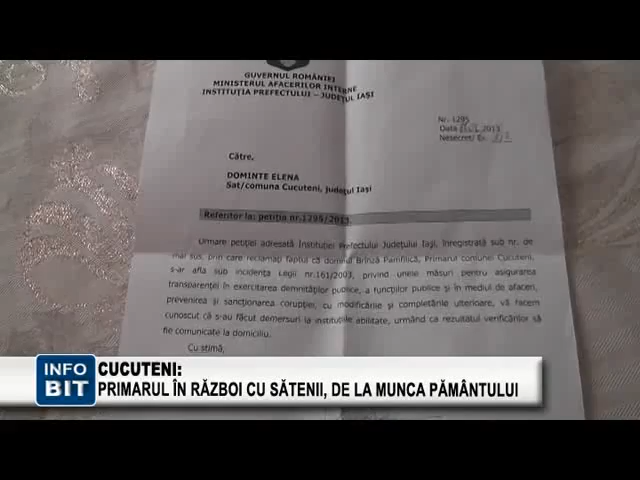 GUVERNUL ROMÂNIEI
MINISTERUL AFACERILOR INTERNE
INSTITUȚIA PREFECTULUI – JUDEȚUL IAȘI
Nr. 1295
Data 2013
Nesecret/ Ex.
Către,
DOMINTE ELENA
Sat/comuna Cucuteni, județul Iași
Referitor la: petiția nr.1295/2013
Urmare petiției adresată Instituției Prefectului Județului Iași, înregistrată sub nr. de
mai sus, prin care reclamați faptul că domnul Brînză Pamfilică, Primarul comunei Cucuteni,
s-ar afla sub incidența Legii nr.161/2003, privind unele măsuri pentru asigurarea
transparenței în exercitarea demnităților publice, a funcțiilor publice și în mediul de afaceri,
prevenirea și sancționarea corupției, cu modificările și completările ulterioare, vă facem
cunoscut că s-au făcut demersuri la instituțiile abilitate, urmând ca rezultatul verificărilor să
fie comunicate la domiciliu.
Cu stimă,
INFO
BIT
CUCUTENI:
PRIMARUL ÎN RĂZBOI CU SĂTENII, DE LA MUNCA PĂMÂNTULUI